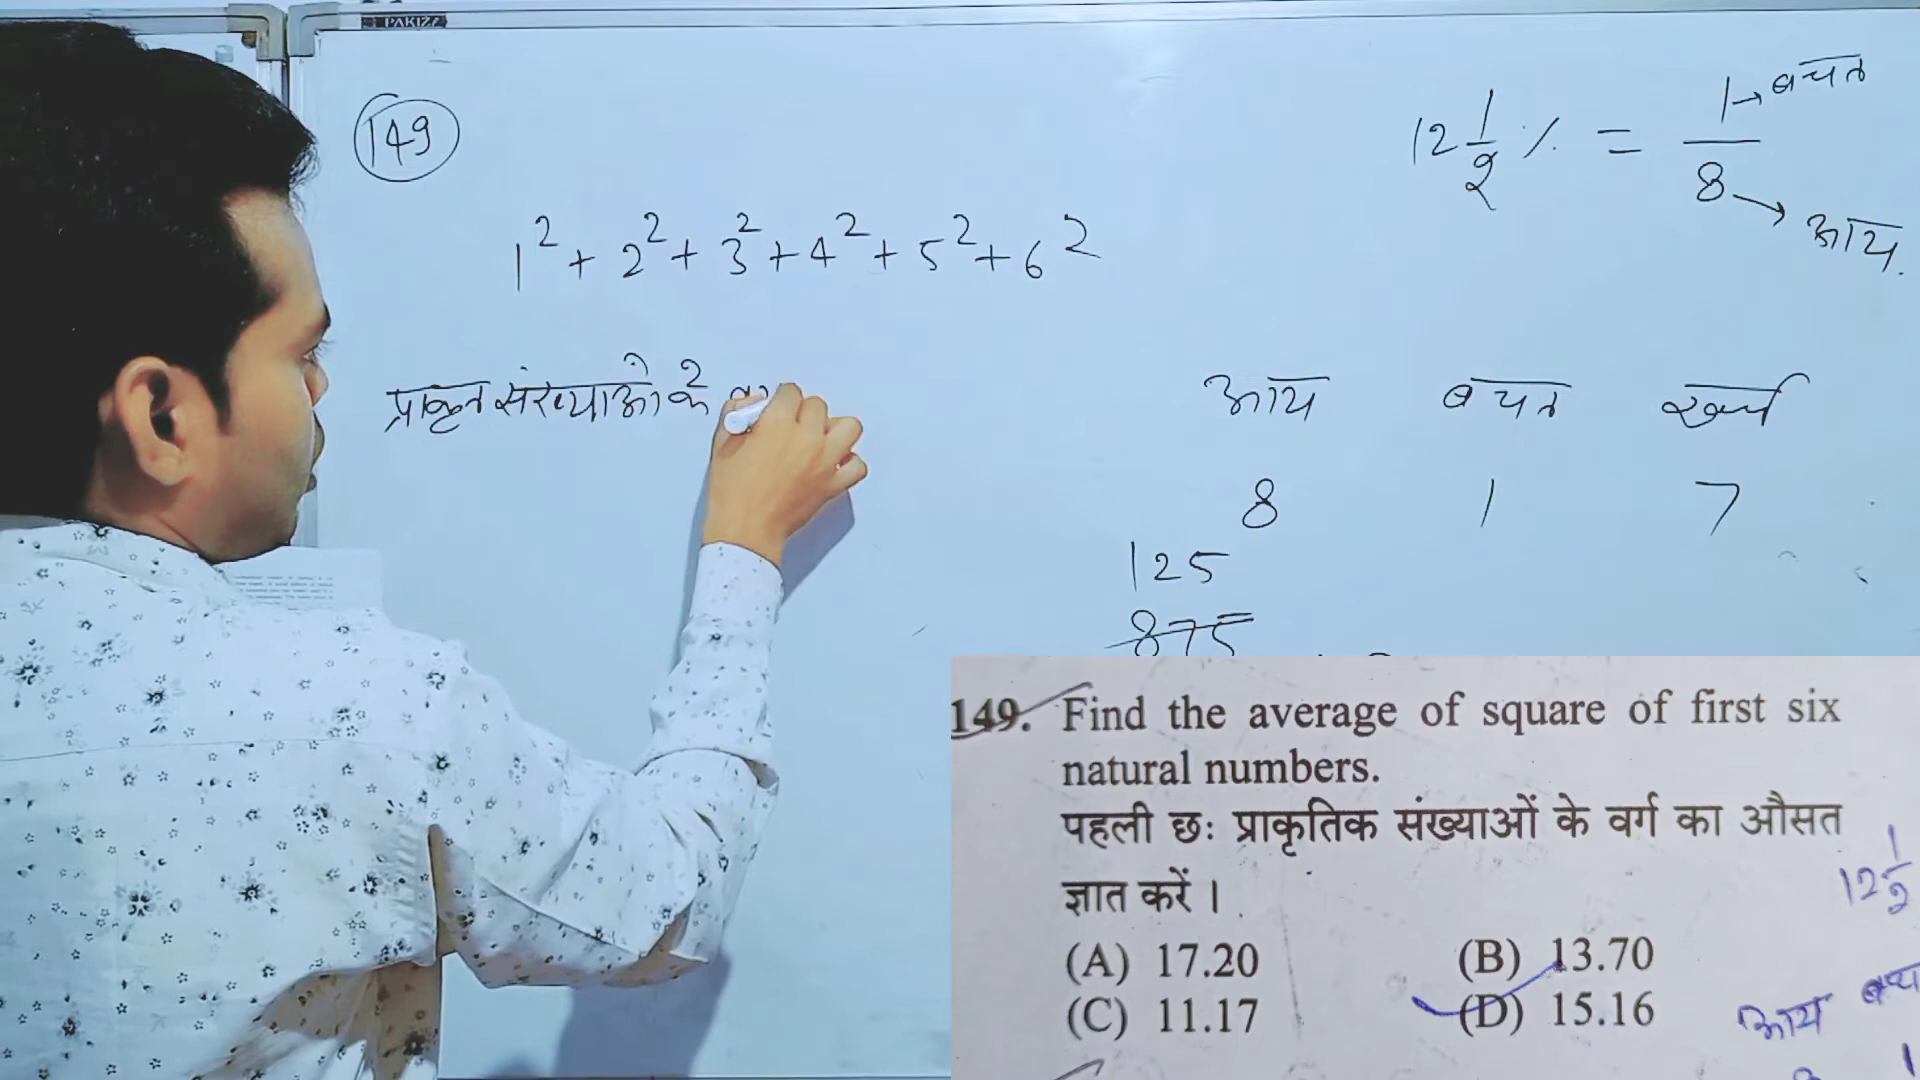 PAKIZZ
149
1² + 2² + 3² + 4² + 5² + 6²
12 1/2 % = 1/8
बचत
आय
प्राकृत संख्याओ के
आय बचत खर्च
8 1 7
125
875
149. Find the average of square of first six
natural numbers.
पहली छः प्राकृतिक संख्याओं के वर्ग का औसत
ज्ञात करें ।
(A) 17.20 (B) 13.70
(C) 11.17 (D) 15.16
12 1/2
आय